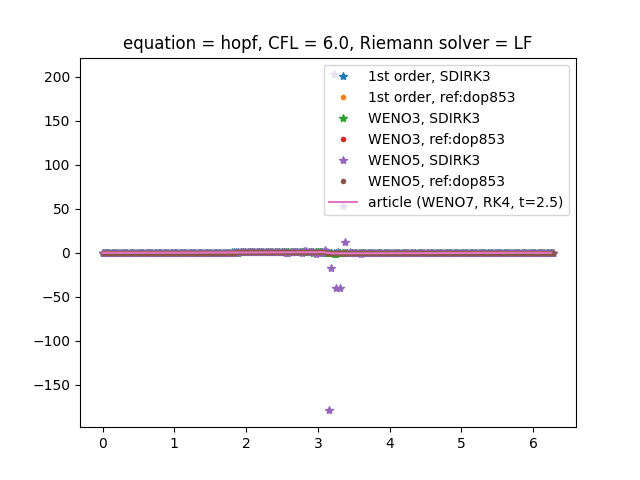 equation = hopf, CFL = 6.0, Riemann solver = LF
200
150
100
50
0
−50
−100
−150
1st order, SDIRK3
1st order, ref:dop853
WENO3, SDIRK3
WENO3, ref:dop853
WENO5, SDIRK3
WENO5, ref:dop853
article (WENO7, RK4, t=2.5)
0 1 2 3 4 5 6